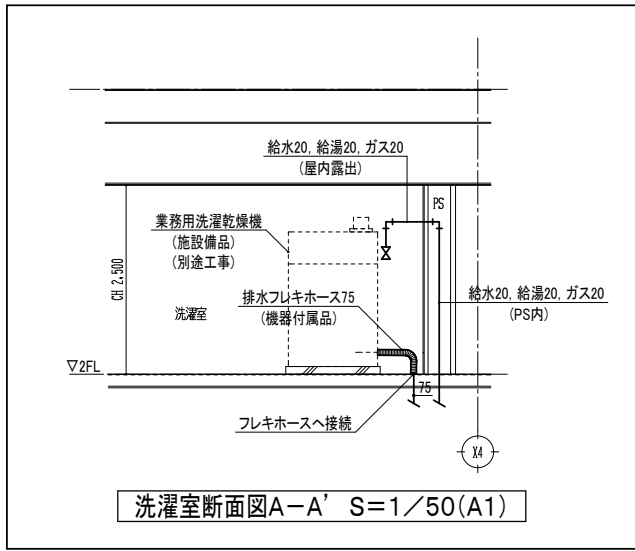 給水20, 給湯20, ガス20
(屋内露出)
PS
業務用洗濯乾燥機
(施設備品)
(別途工事)
CH 2,500
排水フレキホース75
(機器付属品)
給水20, 給湯20, ガス20
(PS内)
洗濯室
▽2FL
75
フレキホースへ接続
X4
洗濯室断面図A-A' S=1/50(A1)